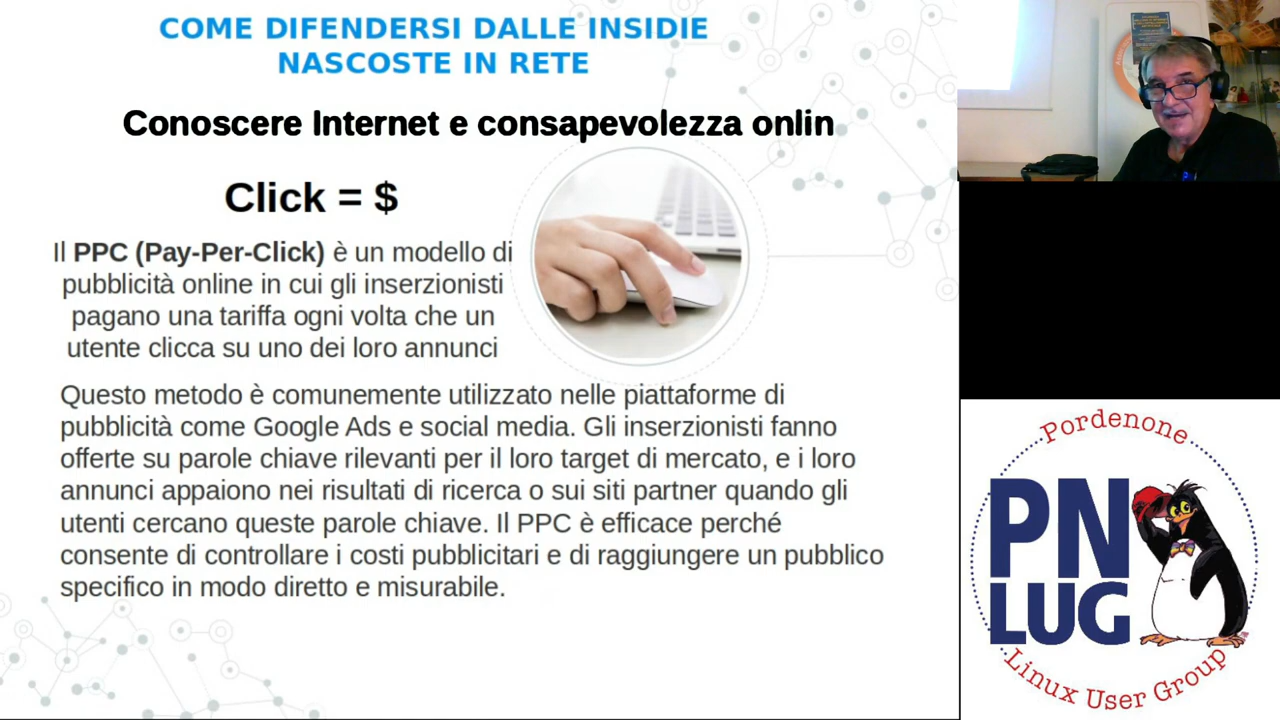 COME DIFENDERSI DALLE INSIDIE
NASCOSTE IN RETE
Conoscere Internet e consapevolezza onlin
Click = $
Il PPC (Pay-Per-Click) è un modello di
pubblicità online in cui gli inserzionisti
pagano una tariffa ogni volta che un
utente clicca su uno dei loro annunci
Questo metodo è comunemente utilizzato nelle piattaforme di
pubblicità come Google Ads e social media. Gli inserzionisti fanno
offerte su parole chiave rilevanti per il loro target di mercato, e i loro
annunci appaiono nei risultati di ricerca o sui siti partner quando gli
utenti cercano queste parole chiave. Il PPC è efficace perché
consente di controllare i costi pubblicitari e di raggiungere un pubblico
specifico in modo diretto e misurabile.
Pordenone
PN
LUG
Linux User Group